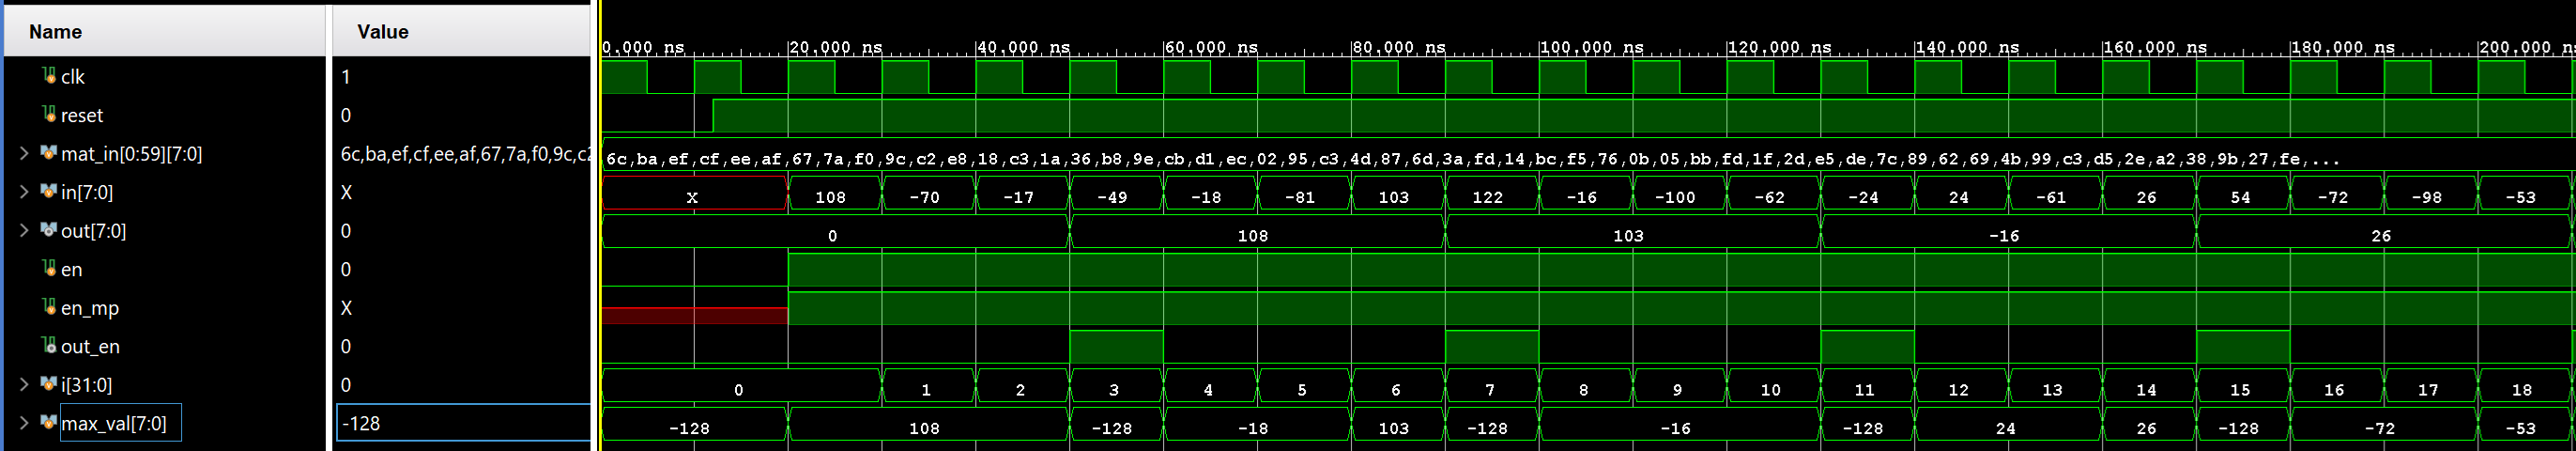 Name Value
0.000 ns 20.000 ns 40.000 ns 60.000 ns 80.000 ns 100.000 ns 120.000 ns 140.000 ns 160.000 ns 180.000 ns 200.000
clk 1
reset 0
mat_in[0:59][7:0] 6c,ba,ef,cf,ee,af,67,7a,f0,9c,c2 6c,ba,ef,cf,ee,af,67,7a,f0,9c,c2,e8,18,c3,1a,36,b8,9e,cb,d1,ec,02,95,c3,4d,87,6d,3a,fd,14,bc,f5,76,0b,05,bb,fd,1f,2d,e5,de,7c,89,62,69,4b,99,c3,d5,2e,a2,38,9b,27,fe,...
in[7:0] X X 108 -70 -17 -49 -18 -81 103 122 -16 -100 -62 -24 24 -61 26 54 -72 -98 -53
out[7:0] 0 0 108 103 -16 26
en 0
en_mp X
out_en 0
i[31:0] 0 0 1 2 3 4 5 6 7 8 9 10 11 12 13 14 15 16 17 18
max_val[7:0] -128 -128 108 -128 -18 103 -128 -16 -128 24 26 -128 -72 -53